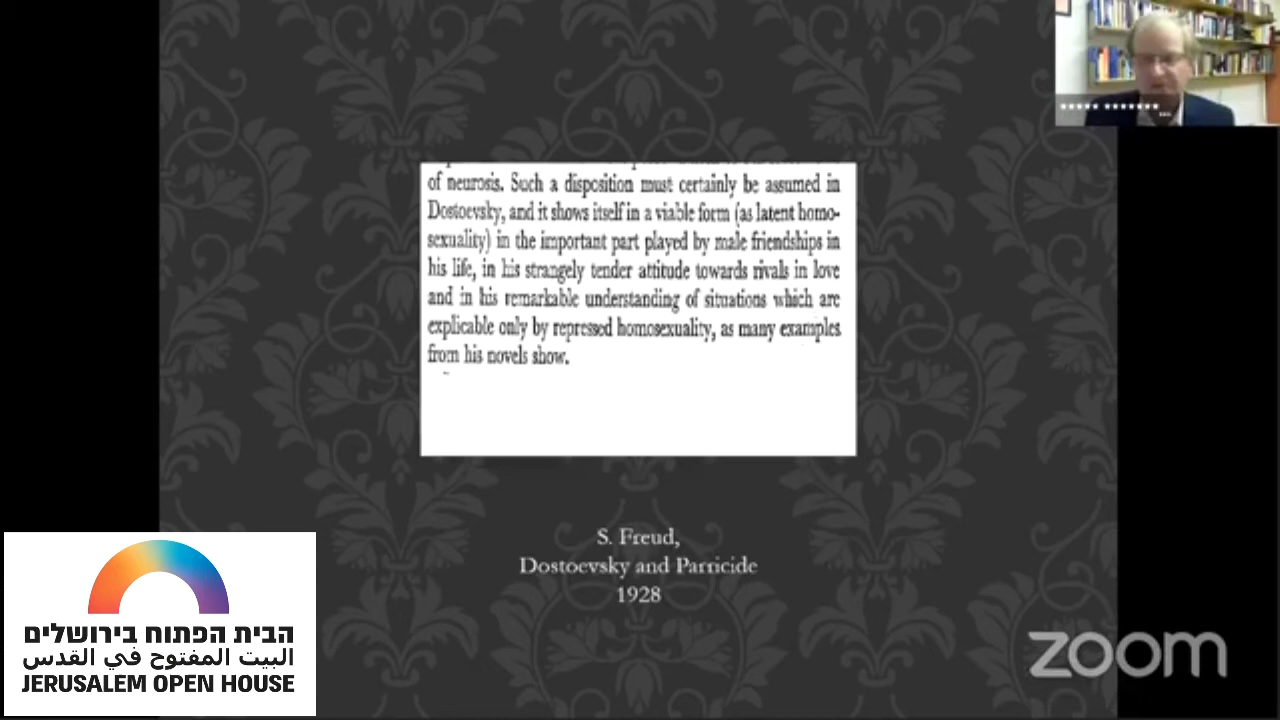 of neurosis. Such a disposition must certainly be assumed in
Dostoevsky, and it shows itself in a viable form (as latent homo-
sexuality) in the important part played by male friendships in
his life, in his strangely tender attitude towards rivals in love
and in his remarkable understanding of situations which are
explicable only by repressed homosexuality, as many examples
from his novels show.
S. Freud,
Dostoevsky and Parricide
1928
הבית הפתוח בירושלים
البيت المفتوح في القدس
JERUSALEM OPEN HOUSE
zoom